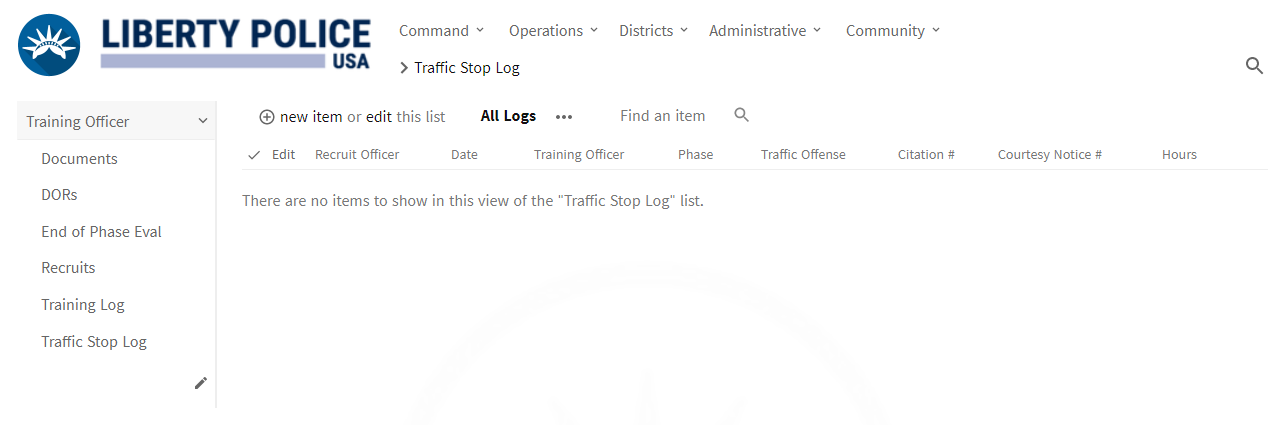 LIBERTY POLICE
USA
Command Operations Districts Administrative Community
Traffic Stop Log
Training Officer
Documents
DORs
End of Phase Eval
Recruits
Training Log
Traffic Stop Log
new item or edit this list All Logs ••• Find an item
Edit Recruit Officer Date Training Officer Phase Traffic Offense Citation # Courtesy Notice # Hours
There are no items to show in this view of the "Traffic Stop Log" list.